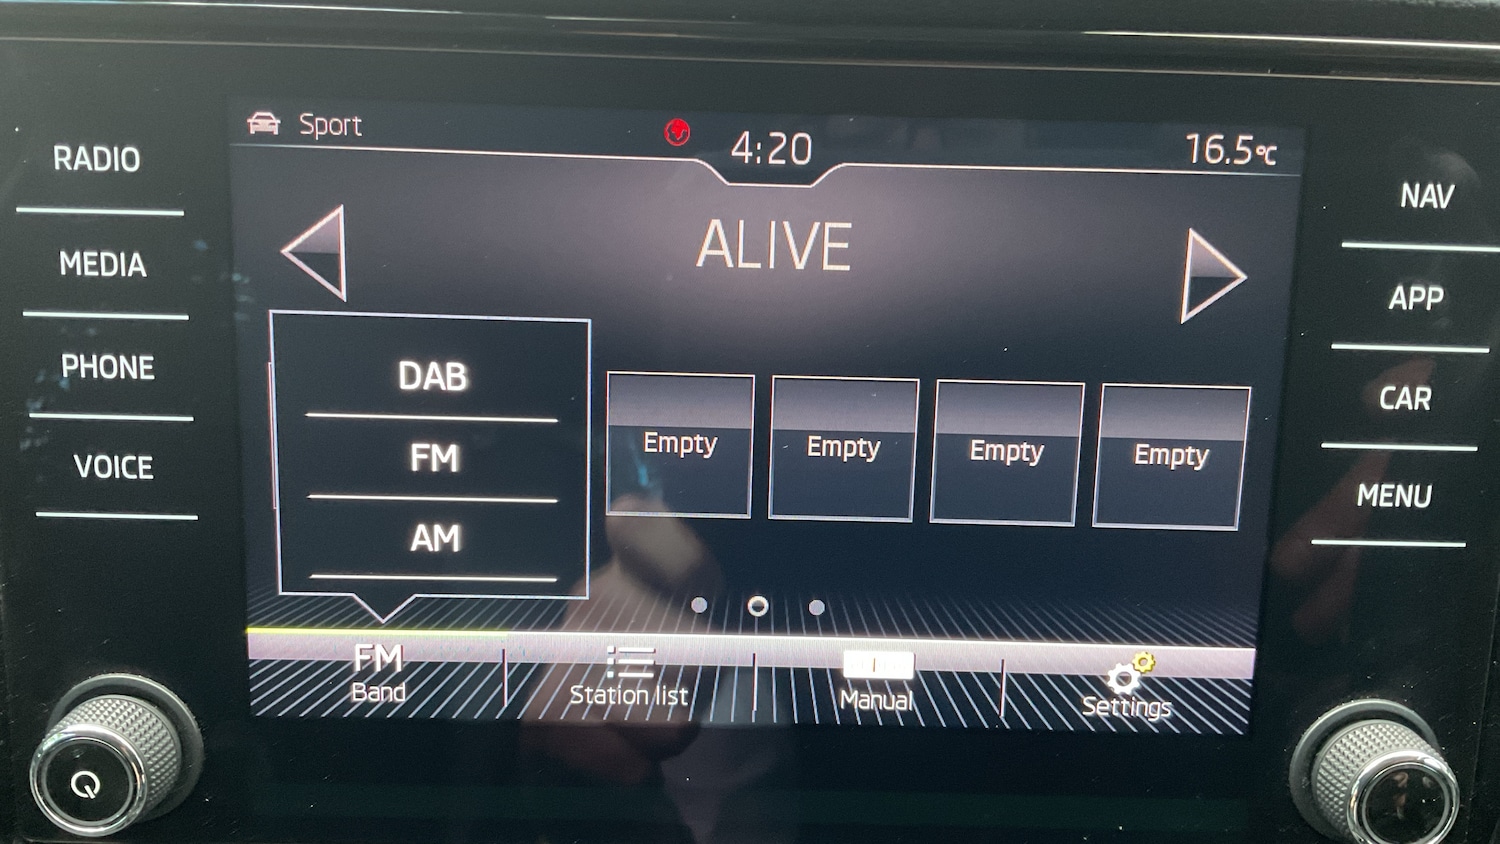 Sport
4:20
16.5°C
RADIO
MEDIA
PHONE
VOICE
ALIVE
DAB
FM
AM
Empty
Empty
Empty
Empty
FM
Band
Station list
Manual
Settings
NAV
APP
CAR
MENU